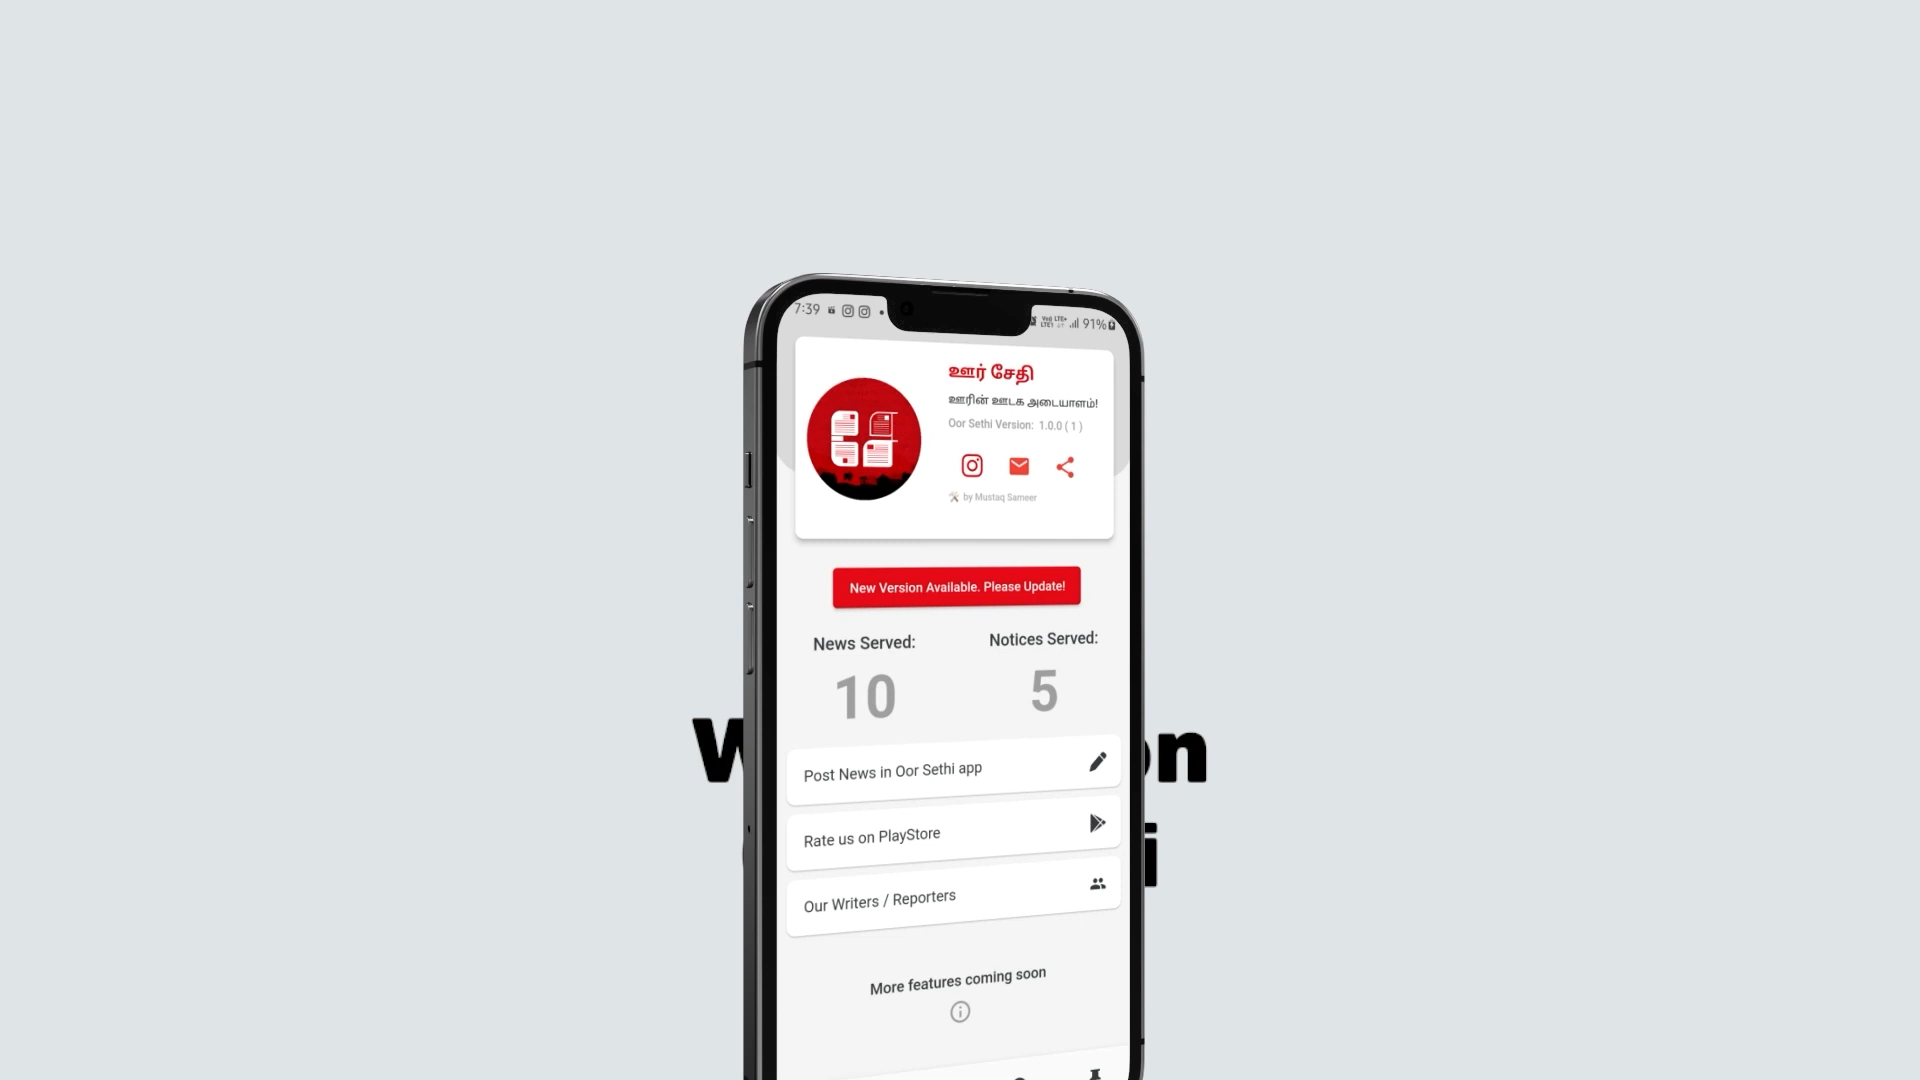 7:39
91%
ஊர் சேதி
ஊரின் ஊடக அடையாளம்!
Oor Sethi Version: 1.0.0 ( 1 )
by Mustaq Sameer
New Version Available. Please Update!
News Served:
Notices Served:
10
5
Post News in Oor Sethi app
Rate us on PlayStore
Our Writers / Reporters
More features coming soon